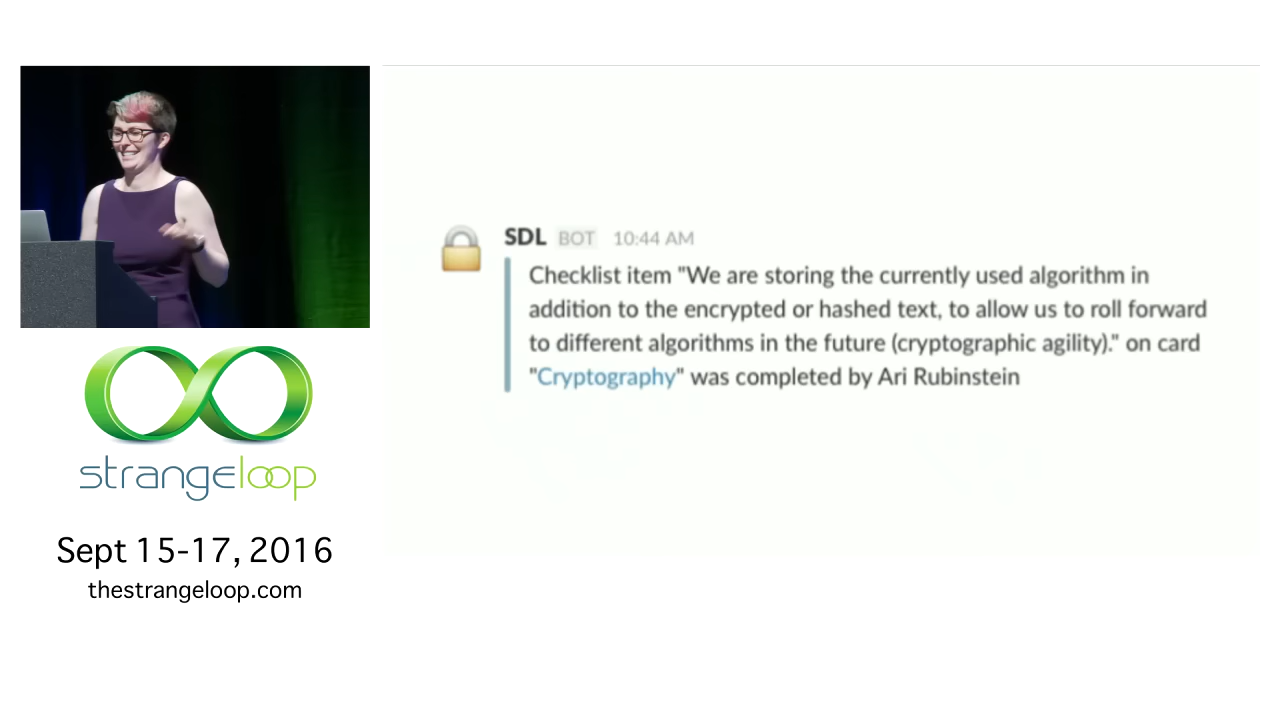 SDL BOT 10:44 AM
Checklist item "We are storing the currently used algorithm in
addition to the encrypted or hashed text, to allow us to roll forward
to different algorithms in the future (cryptographic agility)." on card
"Cryptography" was completed by Ari Rubinstein
strangeloop
Sept 15-17, 2016
thestrangeloop.com